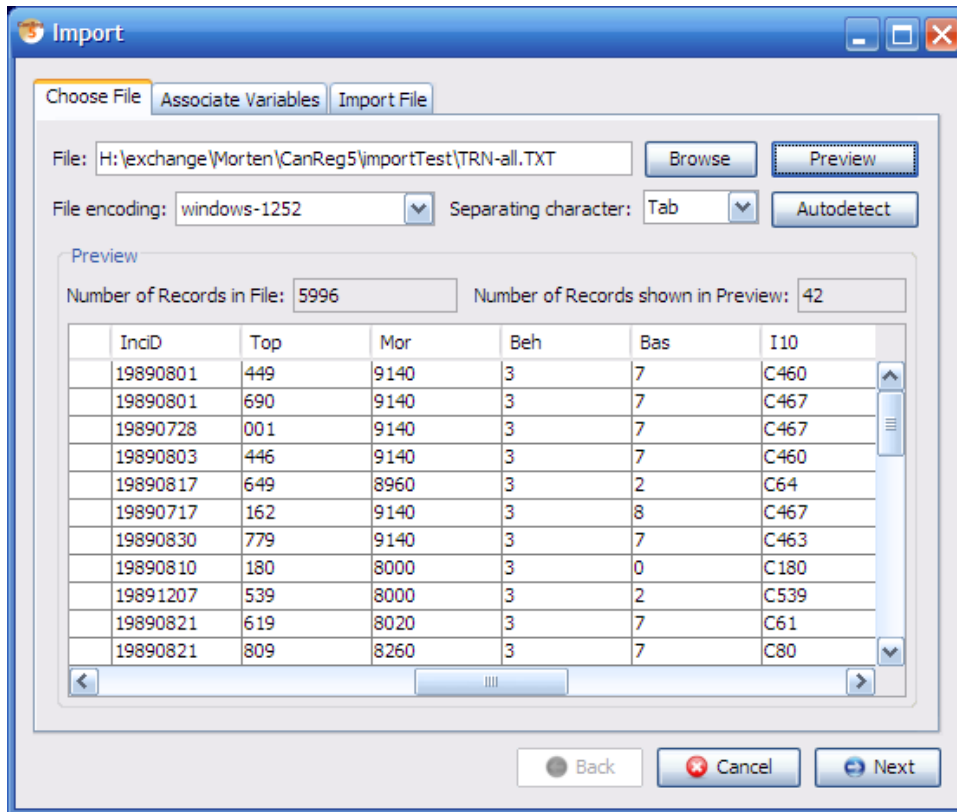 5 Import
Choose File Associate Variables Import File
File: H:\exchange\Morten\CanReg5\importTest\TRN-all.TXT Browse Preview
File encoding: windows-1252 Separating character: Tab Autodetect
Preview
Number of Records in File: 5996 Number of Records shown in Preview: 42
InciD Top Mor Beh Bas I10
19890801 449 9140 3 7 C460
19890801 690 9140 3 7 C467
19890728 001 9140 3 7 C467
19890803 446 9140 3 7 C460
19890817 649 8960 3 2 C64
19890717 162 9140 3 8 C467
19890830 779 9140 3 7 C463
19890810 180 8000 3 0 C180
19891207 539 8000 3 2 C539
19890821 619 8020 3 7 C61
19890821 809 8260 3 7 C80
Back Cancel Next